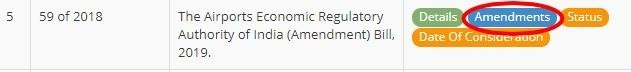 5 59 of 2018 The Airports Economic Regulatory Details Amendments Status
Authority of India (Amendment) Bill, Date Of Consideration
2019.